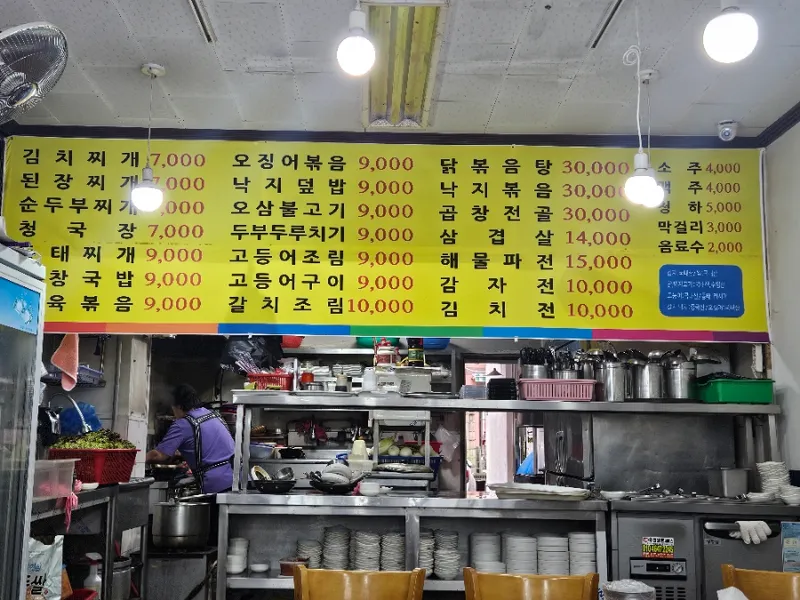 김치찌개 7,000
된장찌개 7,000
순두부찌개 ,000
청국장 7,000
태찌개 9,000
창국밥 9,000
육볶음 9,000
오징어볶음 9,000
낙지덮밥 9,000
오삼불고기 9,000
두부두루치기 9,000
고등어조림 9,000
고등어구이 9,000
갈치조림 10,000
닭볶음탕 30,000
낙지볶음 30,000
곱창전골 30,000
삼겹살 14,000
해물파전 15,000
감자전 10,000
김치전 10,000
소주 4,000
주 4,000
청하 5,000
막걸리 3,000
음료수 2,000
쌀